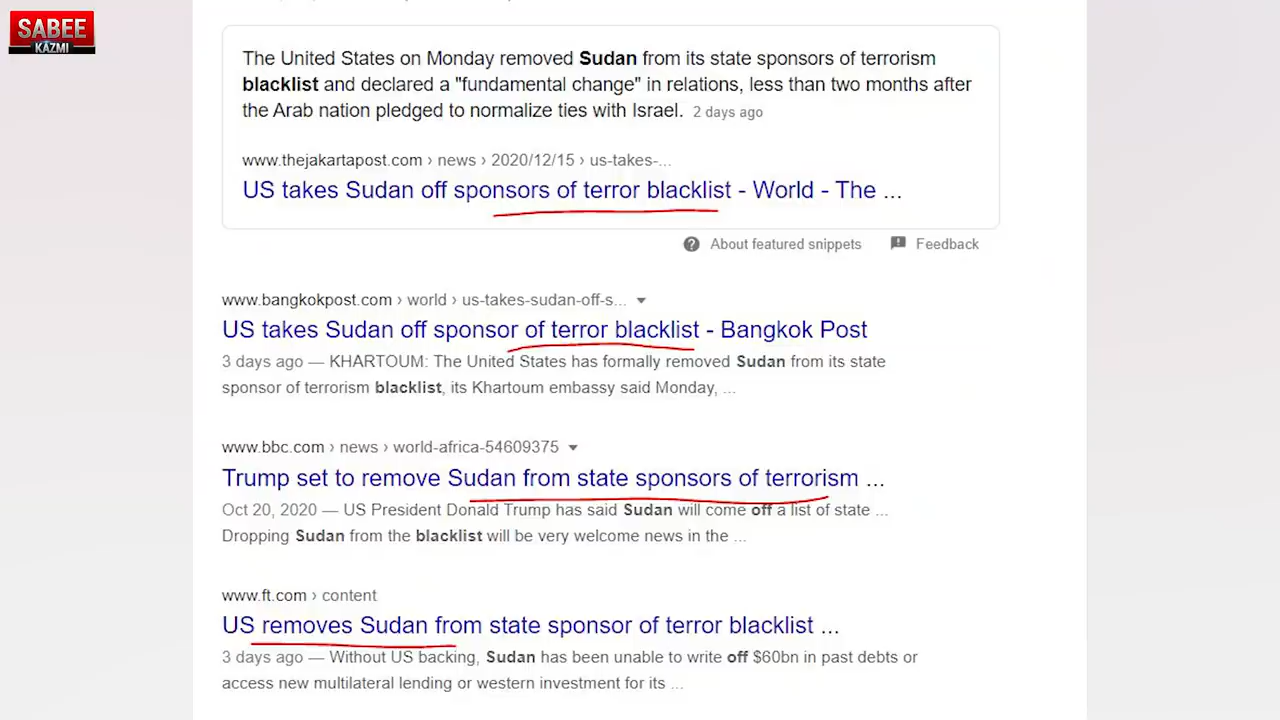 SABEE
KAZMI
The United States on Monday removed Sudan from its state sponsors of terrorism
blacklist and declared a "fundamental change" in relations, less than two months after
the Arab nation pledged to normalize ties with Israel. 2 days ago
www.thejakartapost.com › news › 2020/12/15 › us-takes-...
US takes Sudan off sponsors of terror blacklist - World - The ...
About featured snippets Feedback
www.bangkokpost.com › world › us-takes-sudan-off-s...
US takes Sudan off sponsor of terror blacklist - Bangkok Post
3 days ago — KHARTOUM: The United States has formally removed Sudan from its state
sponsor of terrorism blacklist, its Khartoum embassy said Monday, ...
www.bbc.com › news › world-africa-54609375
Trump set to remove Sudan from state sponsors of terrorism ...
Oct 20, 2020 — US President Donald Trump has said Sudan will come off a list of state ...
Dropping Sudan from the blacklist will be very welcome news in the ...
www.ft.com › content
US removes Sudan from state sponsor of terror blacklist ...
3 days ago — Without US backing, Sudan has been unable to write off $60bn in past debts or
access new multilateral lending or western investment for its ...